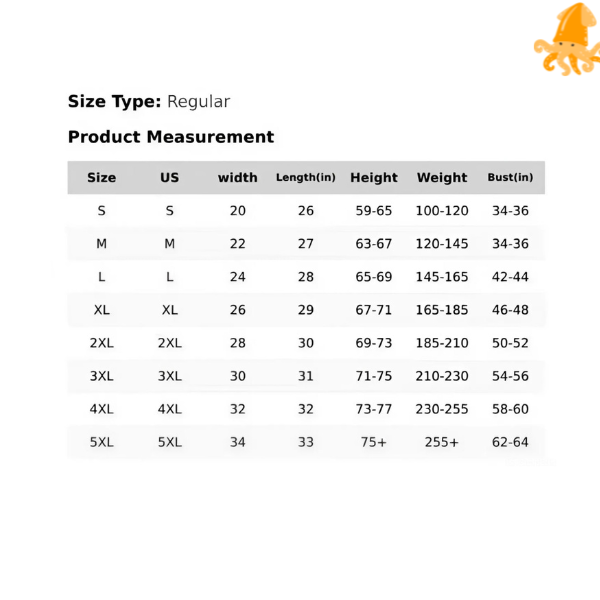 Size Type: Regular
Product Measurement
Size US width Length(in) Height Weight Bust(in)
S S 20 26 59-65 100-120 34-36
M M 22 27 63-67 120-145 34-36
L L 24 28 65-69 145-165 42-44
XL XL 26 29 67-71 165-185 46-48
2XL 2XL 28 30 69-73 185-210 50-52
3XL 3XL 30 31 71-75 210-230 54-56
4XL 4XL 32 32 73-77 230-255 58-60
5XL 5XL 34 33 75+ 255+ 62-64